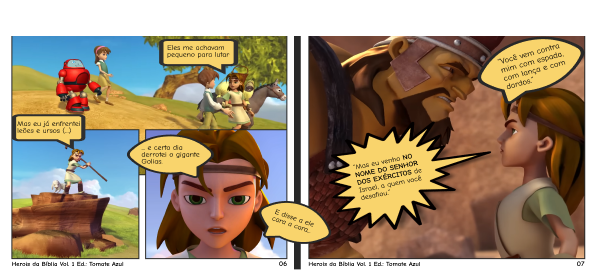 Eles me achavam
pequeno para lutar
Mas eu já enfrentei
leões e ursos (...)
... e certo dia
derrotei o gigante
Golias
E disse a ele
cara a cara...
"Você vem contra
mim com espada,
com lança e com
dardos."
"Mas eu venho NO
NOME DO SENHOR
DOS EXÉRCITOS de
Israel, a quem você
desafiou."
Herois da Bíblia Vol. 1 Ed.: Tomate Azul
06
Herois da Bíblia Vol. 1 Ed.: Tomate Azul
07